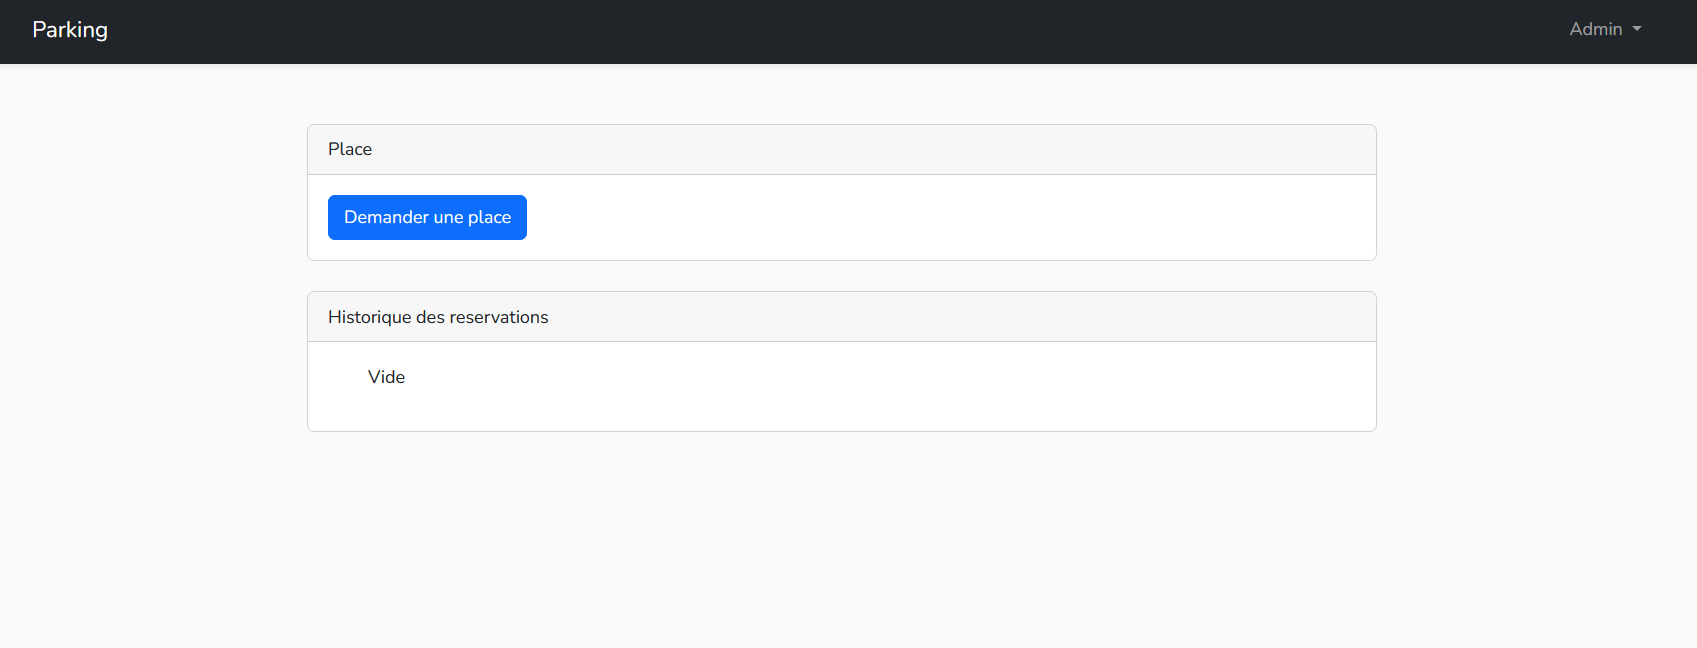 Parking
Admin
Place
Demander une place
Historique des reservations
Vide